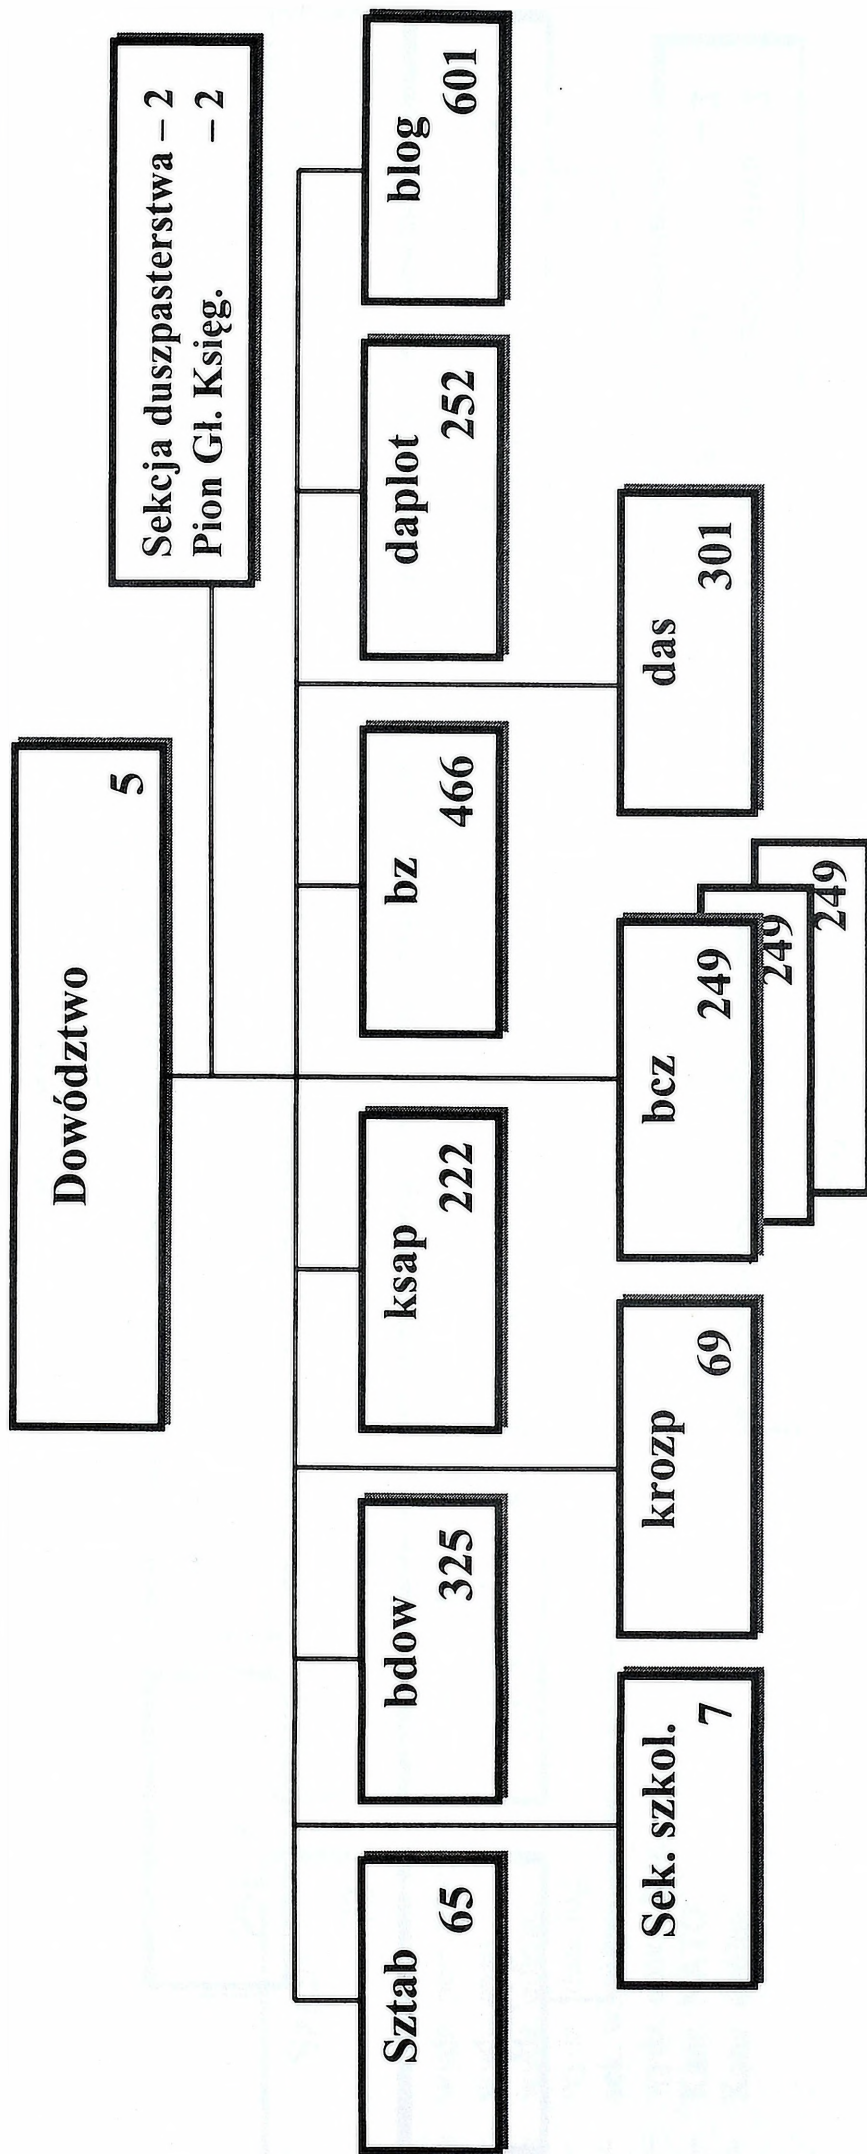 Dowództwo
5
Sekcja duszpasterstwa – 2
Pion Gł. Księg. – 2
Sztab
65
bdow
325
ksap
222
bz
466
daplot
252
blog
601
Sek. szkol.
7
krozp
69
bcz
249
249
249
das
301